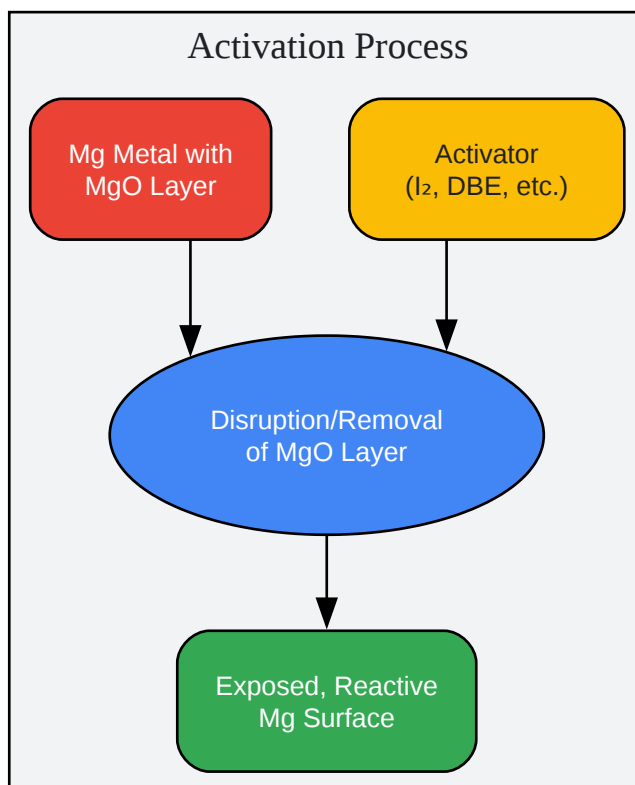 Activation Process
Mg Metal with
MgO Layer
Activator
(I₂, DBE, etc.)
Disruption/Removal
of MgO Layer
Exposed, Reactive
Mg Surface